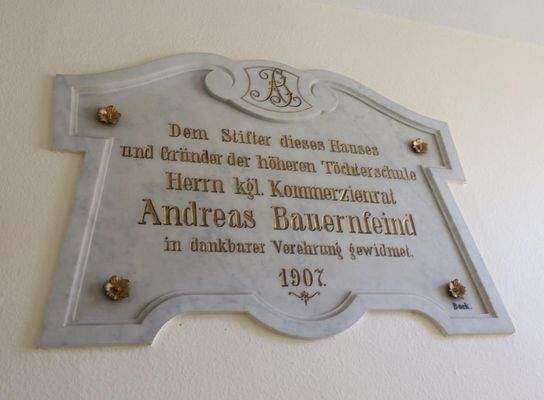 AB
Dem Stifter dieses Hauses
und Gründer der höheren Töchterschule
Herrn kgl. Kommerzienrat
Andreas Bauernfeind
in dankbarer Verehrung gewidmet.
1907.
Bock.